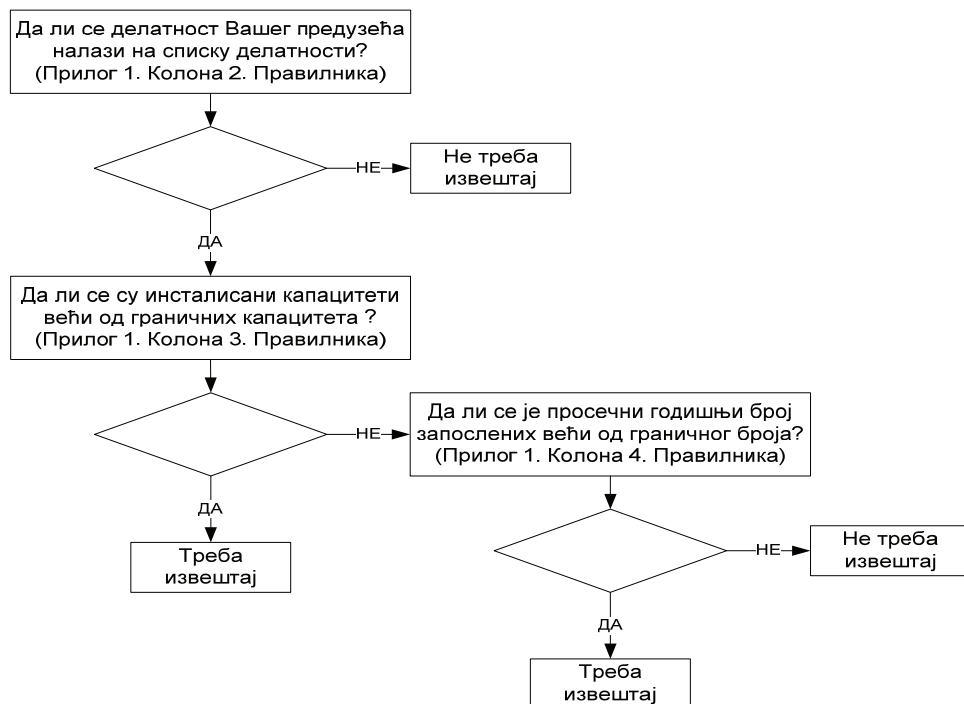 Да ли се делатност Вашег предузећа
налази на списку делатности?
(Прилог 1. Колона 2. Правилника)
НЕ
Не треба
извештај
ДА
Да ли се су инсталисани капацитети
већи од граничних капацитета ?
(Прилог 1. Колона 3. Правилника)
НЕ
Да ли се је просечни годишњи број
запослених већи од граничног броја?
(Прилог 1. Колона 4. Правилника)
ДА
Треба
извештај
НЕ
Не треба
извештај
ДА
Треба
извештај